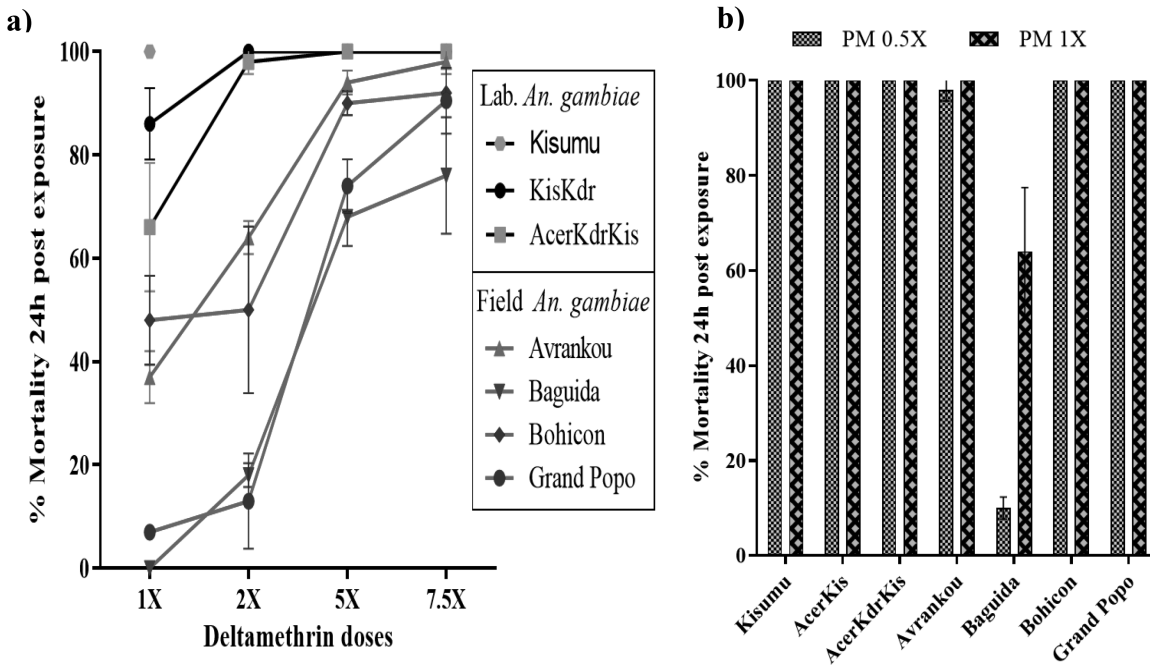 a)
% Mortality 24h post exposure
100
80
60
40
20
0
1X 2X 5X 7.5X
Deltamethrin doses
Lab. An. gambiae
Kisumu
KisKdr
AcerKdrKis
Field An. gambiae
Avrankou
Baguida
Bohicon
Grand Popo
b)
PM 0.5X PM 1X
% Mortality 24h post exposure
100
80
60
40
20
0
Kisumu
AcerKis
AcerKdrKis
Avrankou
Baguida
Bohicon
Grand Popo